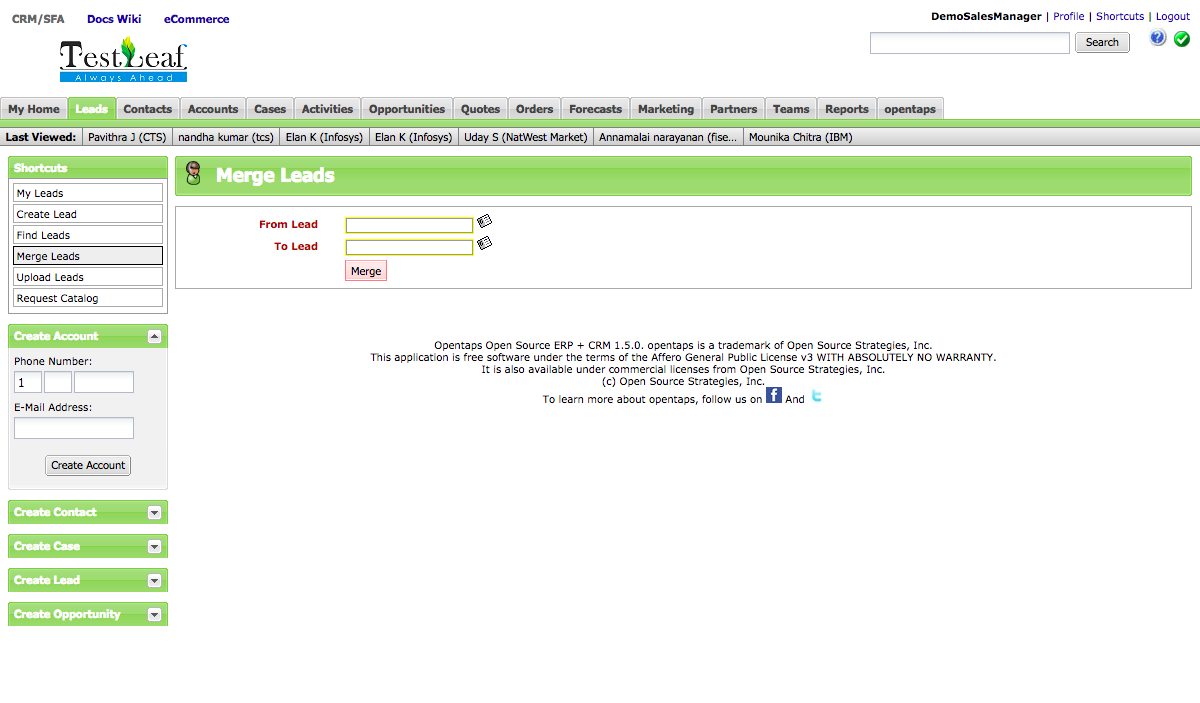 CRM/SFA Docs Wiki eCommerce
DemoSalesManager | Profile | Shortcuts | Logout
TestLeaf
Always Ahead
Search
My Home Leads Contacts Accounts Cases Activities Opportunities Quotes Orders Forecasts Marketing Partners Teams Reports opentaps
Last Viewed: Pavithra J (CTS) nandha kumar (tcs) Elan K (Infosys) Elan K (Infosys) Uday S (NatWest Market) Annamalai narayanan (fise... Mounika Chitra (IBM)
Shortcuts
My Leads
Create Lead
Find Leads
Merge Leads
Upload Leads
Request Catalog
Create Account
Phone Number:
1
E-Mail Address:
Create Account
Create Contact
Create Case
Create Lead
Create Opportunity
Merge Leads
From Lead
To Lead
Merge
Opentaps Open Source ERP + CRM 1.5.0. opentaps is a trademark of Open Source Strategies, Inc.
This application is free software under the terms of the Affero General Public License v3 WITH ABSOLUTELY NO WARRANTY.
It is also available under commercial licenses from Open Source Strategies, Inc.
(c) Open Source Strategies, Inc.
To learn more about opentaps, follow us on f And t